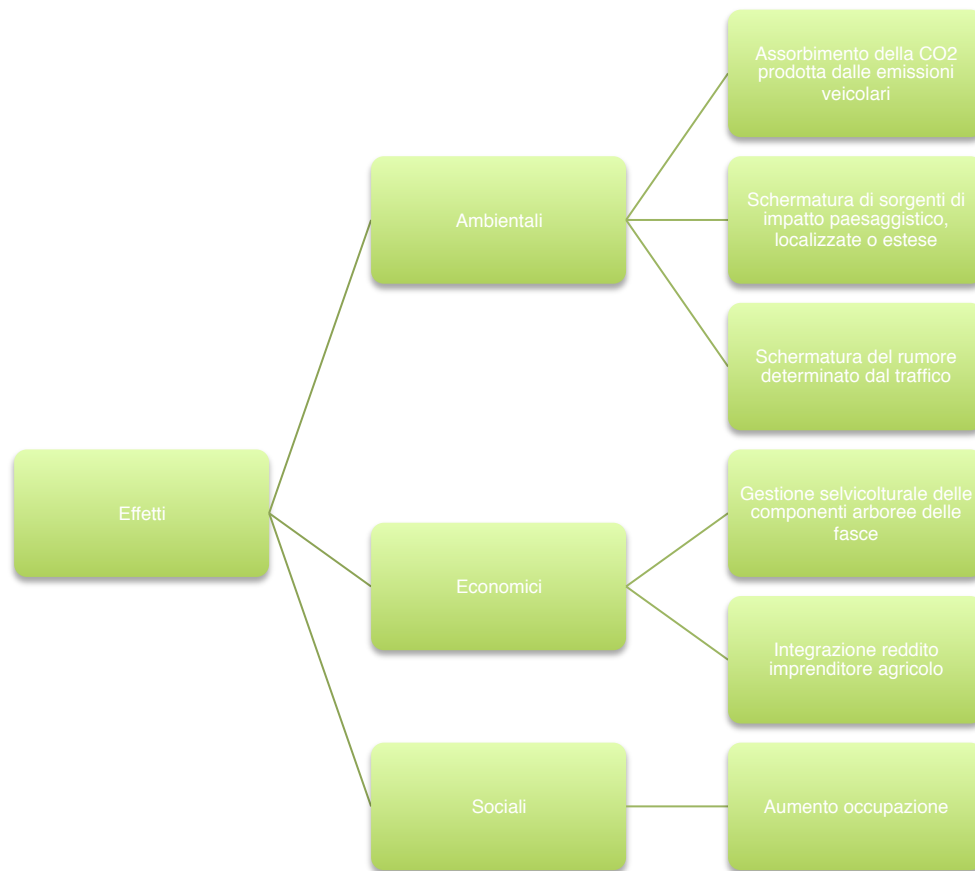 Effetti
Ambientali
Assorbimento della CO2
prodotta dalle emissioni
veicolari
Schermatura di sorgenti di
impatto paesaggistico,
localizzate o estese
Schermatura del rumore
determinato dal traffico
Economici
Gestione selvicolturale delle
componenti arboree delle
fasce
Integrazione reddito
imprenditore agricolo
Sociali
Aumento occupazione